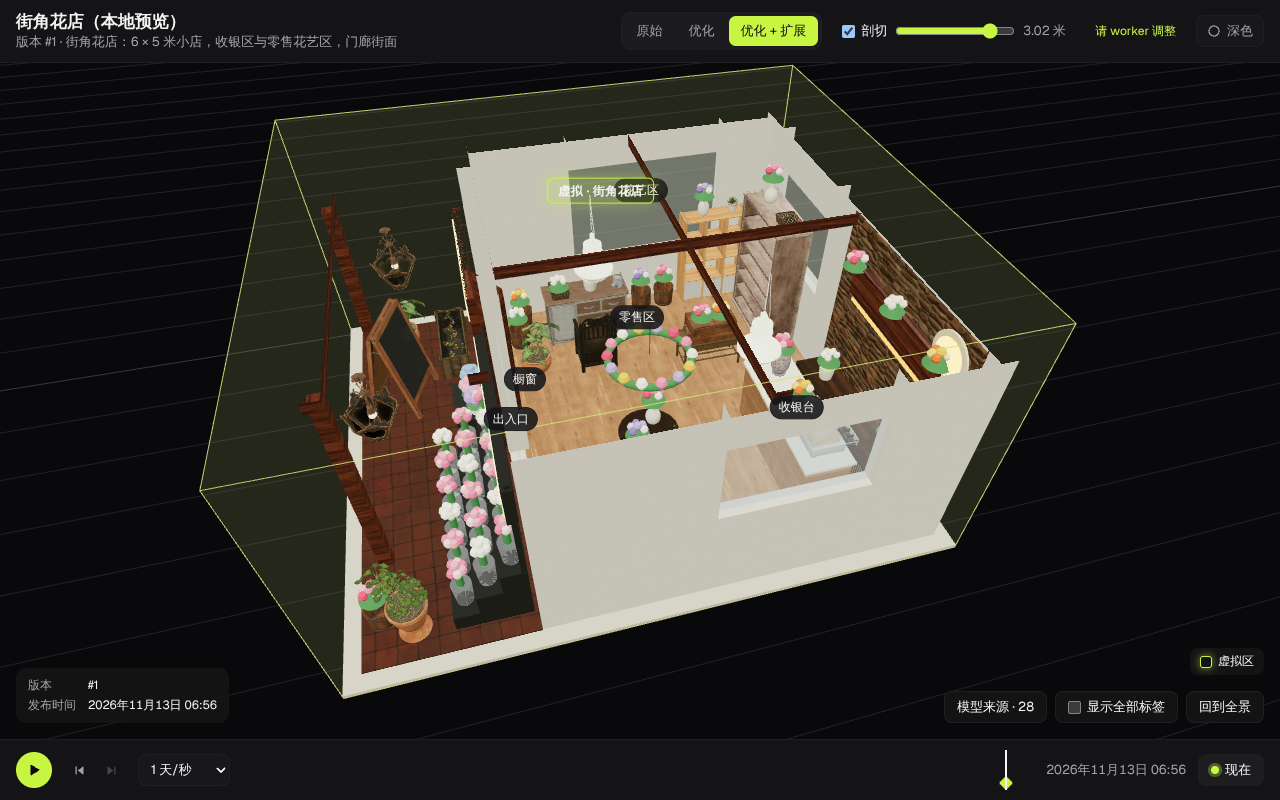 街角花店（本地预览）
版本 #1 · 街角花店：6 × 5 米小店，收银区与零售花艺区，门廊街面
原始
优化
优化 + 扩展
剖切
3.02 米
请 worker 调整
深色
虚拟 · 街角花店
艺区
零售区
橱窗
收银台
出入口
虚拟区
版本 #1
发布时间 2026年11月13日 06:56
模型来源 · 28
显示全部标签
回到全景
1 天/秒
2026年11月13日 06:56
现在